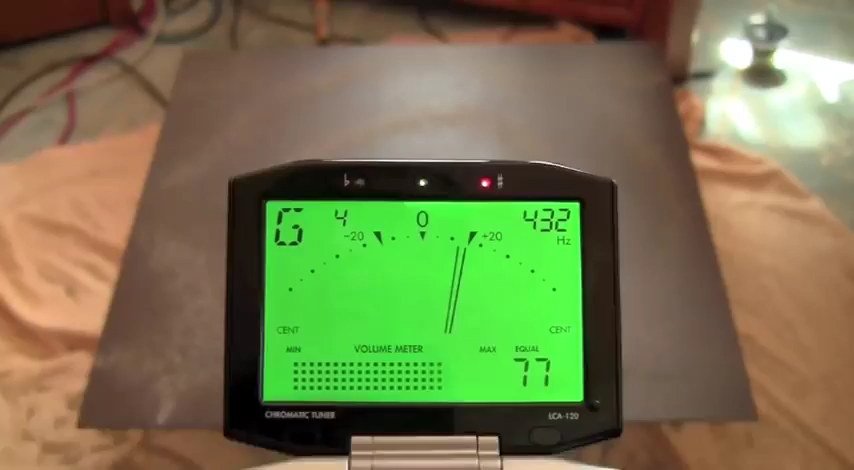 ♭ ♯
G 4 0 432
−20 +20 Hz
CENT CENT
MIN VOLUME METER MAX EQUAL
77
CHROMATIC TUNER LCA-120